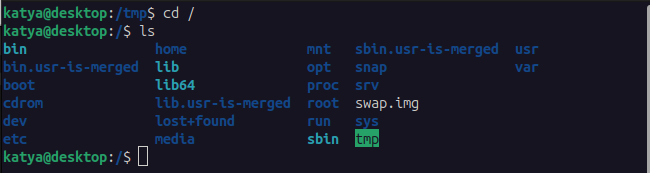 katya@desktop:/tmp$ cd /
katya@desktop:/$ ls
bin home mnt sbin.usr-is-merged usr
bin.usr-is-merged lib opt snap var
boot lib64 proc srv
cdrom lib.usr-is-merged root swap.img
dev lost+found run sys
etc media sbin tmp
katya@desktop:/$